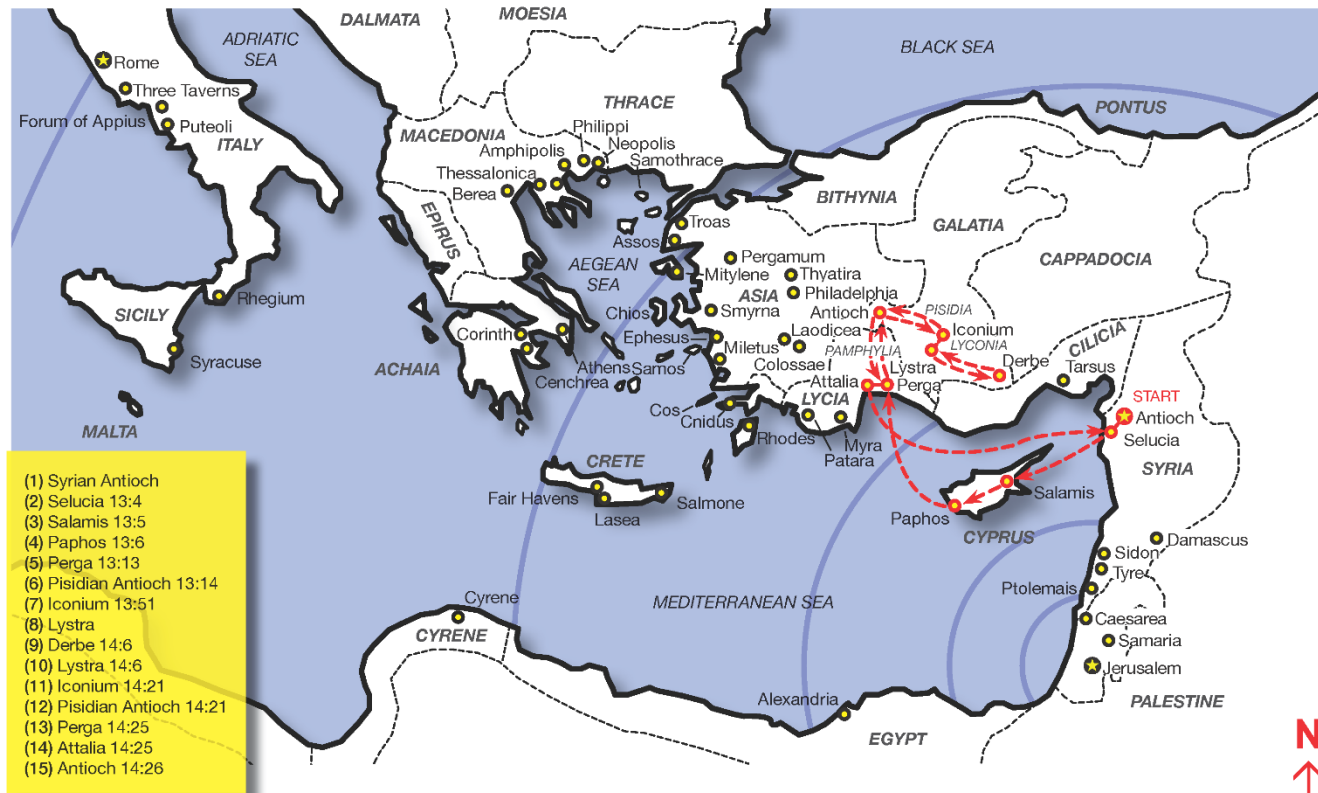 DALMATA
MOESIA
ADRIATIC
SEA
BLACK SEA
Rome
Three Taverns
Forum of Appius
Puteoli
ITALY
THRACE
PONTUS
MACEDONIA
Philippi
Neopolis
Amphipolis
Samothrace
Thessalonica
Berea
BITHYNIA
EPIRUS
GALATIA
Troas
Assos
AEGEAN
SEA
Pergamum
CAPPADOCIA
Mitylene
Thyatira
ASIA
Philadelphia
Rhegium
SICILY
Chios
Smyrna
Antioch
PISIDIA
Iconium
LYCONIA
Corinth
Ephesus
Laodicea
CILICIA
Syracuse
Miletus
PAMPHYLIA
ACHAIA
Athens
Samos
Colossae
Lystra
Derbe
Tarsus
Cenchrea
Attalia
Perga
LYCIA
START
Antioch
Cos
Cnidus
Selucia
MALTA
Rhodes
Myra
Patara
SYRIA
CRETE
Fair Havens
Salmone
Lasea
Salamis
Paphos
CYPRUS
Damascus
Sidon
Tyre
Ptolemais
MEDITERRANEAN SEA
Cyrene
CYRENE
Caesarea
Samaria
Jerusalem
Alexandria
PALESTINE
EGYPT
(1) Syrian Antioch
(2) Selucia 13:4
(3) Salamis 13:5
(4) Paphos 13:6
(5) Perga 13:13
(6) Pisidian Antioch 13:14
(7) Iconium 13:51
(8) Lystra
(9) Derbe 14:6
(10) Lystra 14:6
(11) Iconium 14:21
(12) Pisidian Antioch 14:21
(13) Perga 14:25
(14) Attalia 14:25
(15) Antioch 14:26
N